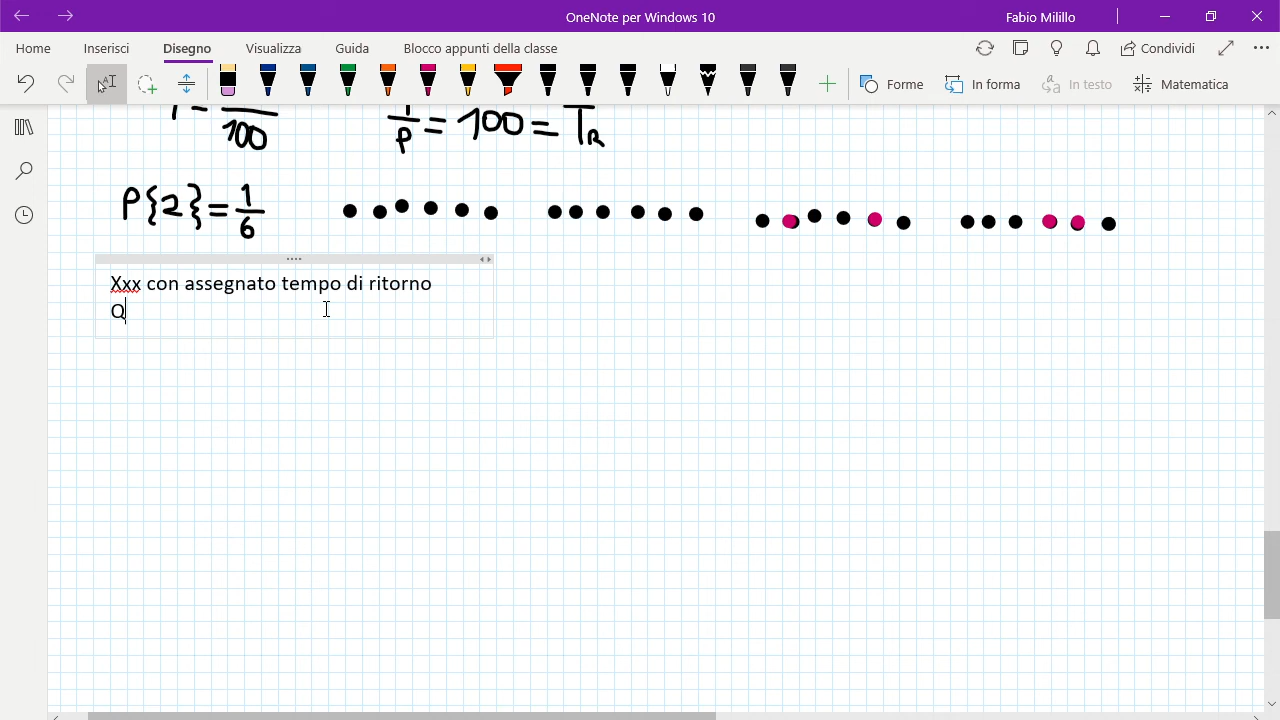 OneNote per Windows 10
Fabio Milillo
Home Inserisci Disegno Visualizza Guida Blocco appunti della classe
Condividi
Forme In forma In testo Matematica
100
1/P = 100 = T_R
P{2} = 1/6
Xxx con assegnato tempo di ritorno
Q